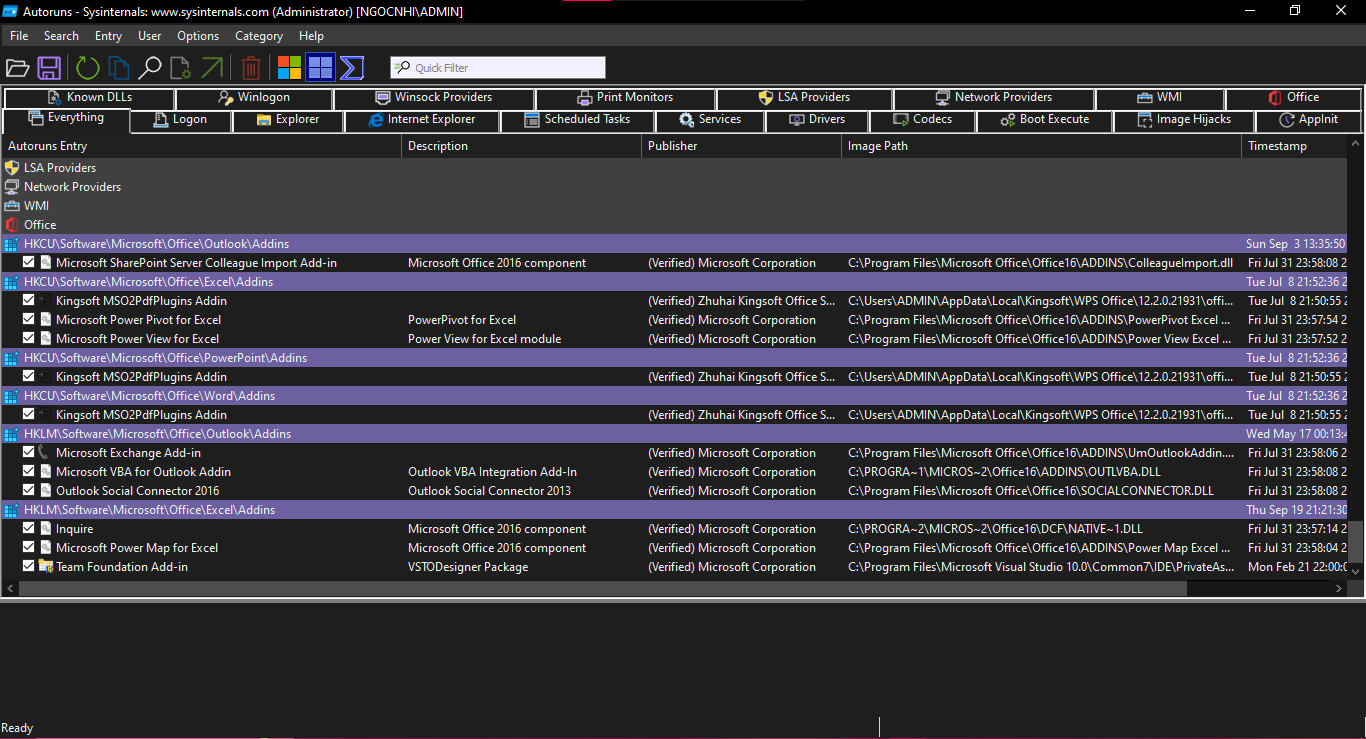 Autoruns - Sysinternals: www.sysinternals.com (Administrator) [NGOCNHI\ADMIN]
File Search Entry User Options Category Help
Quick Filter
Known DLLs Winlogon Winsock Providers Print Monitors LSA Providers Network Providers WMI Office
Everything Logon Explorer Internet Explorer Scheduled Tasks Services Drivers Codecs Boot Execute Image Hijacks AppInit
Autoruns Entry Description Publisher Image Path Timestamp
LSA Providers
Network Providers
WMI
Office
HKCU\Software\Microsoft\Office\Outlook\Addins Sun Sep 3 13:35:50
Microsoft SharePoint Server Colleague Import Add-in Microsoft Office 2016 component (Verified) Microsoft Corporation C:\Program Files\Microsoft Office\Office16\ADDINS\ColleagueImport.dll Fri Jul 31 23:58:08 2
HKCU\Software\Microsoft\Office\Excel\Addins Tue Jul 8 21:52:36 2
Kingsoft MSO2PdfPlugins Addin (Verified) Zhuhai Kingsoft Office S... C:\Users\ADMIN\AppData\Local\Kingsoft\WPS Office\12.2.0.21931\offi... Tue Jul 8 21:50:55 2
Microsoft Power Pivot for Excel PowerPivot for Excel (Verified) Microsoft Corporation C:\Program Files\Microsoft Office\Office16\ADDINS\PowerPivot Excel ... Fri Jul 31 23:57:54 2
Microsoft Power View for Excel Power View for Excel module (Verified) Microsoft Corporation C:\Program Files\Microsoft Office\Office16\ADDINS\Power View Excel ... Fri Jul 31 23:57:52 2
HKCU\Software\Microsoft\Office\PowerPoint\Addins Tue Jul 8 21:52:36 2
Kingsoft MSO2PdfPlugins Addin (Verified) Zhuhai Kingsoft Office S... C:\Users\ADMIN\AppData\Local\Kingsoft\WPS Office\12.2.0.21931\offi... Tue Jul 8 21:50:55 2
HKCU\Software\Microsoft\Office\Word\Addins Tue Jul 8 21:52:36 2
Kingsoft MSO2PdfPlugins Addin (Verified) Zhuhai Kingsoft Office S... C:\Users\ADMIN\AppData\Local\Kingsoft\WPS Office\12.2.0.21931\offi... Tue Jul 8 21:50:55 2
HKLM\Software\Microsoft\Office\Outlook\Addins Wed May 17 00:13:4
Microsoft Exchange Add-in (Verified) Microsoft Corporation C:\Program Files\Microsoft Office\Office16\ADDINS\UmOutlookAddin.... Fri Jul 31 23:58:06 2
Microsoft VBA for Outlook Addin Outlook VBA Integration Add-In (Verified) Microsoft Corporation C:\PROGRA~1\MICROS~2\Office16\ADDINS\OUTLVBA.DLL Fri Jul 31 23:58:08 2
Outlook Social Connector 2016 Outlook Social Connector 2013 (Verified) Microsoft Corporation C:\Program Files\Microsoft Office\Office16\SOCIALCONNECTOR.DLL Fri Jul 31 23:58:08 2
HKLM\Software\Microsoft\Office\Excel\Addins Thu Sep 19 21:21:30
Inquire Microsoft Office 2016 component (Verified) Microsoft Corporation C:\PROGRA~2\MICROS~2\Office16\DCF\NATIVE~1.DLL Fri Jul 31 23:57:14 2
Microsoft Power Map for Excel Microsoft Office 2016 component (Verified) Microsoft Corporation C:\Program Files\Microsoft Office\Office16\ADDINS\Power Map Excel ... Fri Jul 31 23:58:04 2
Team Foundation Add-in VSTODesigner Package (Verified) Microsoft Corporation C:\Program Files\Microsoft Visual Studio 10.0\Common7\IDE\PrivateAs... Mon Feb 21 22:00:0
Ready